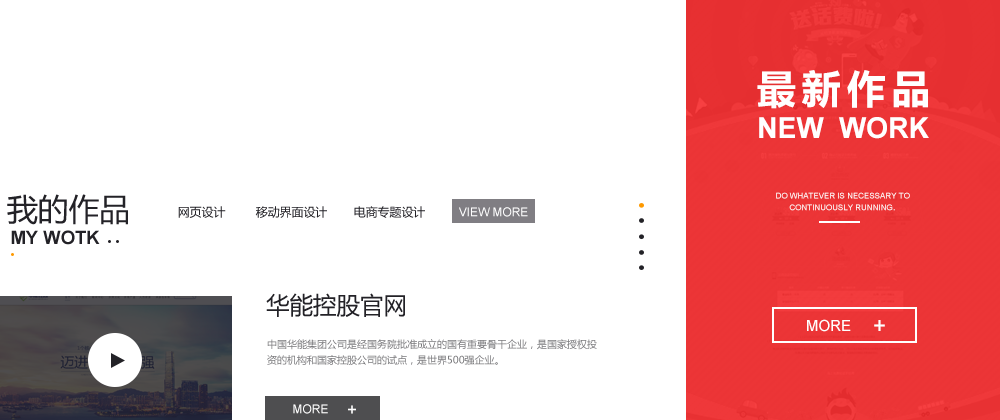 我的作品
MY WOTK ..
网页设计
移动界面设计
电商专题设计
VIEW MORE
华能控股官网
中国华能集团公司是经国务院批准成立的国有重要骨干企业，是国家授权投
资的机构和国家控股公司的试点，是世界500强企业。
MORE +
迈进
强
送话费啦!
最新作品
NEW WORK
DO WHATEVER IS NECESSARY TO
CONTINUOUSLY RUNNING.
MORE +